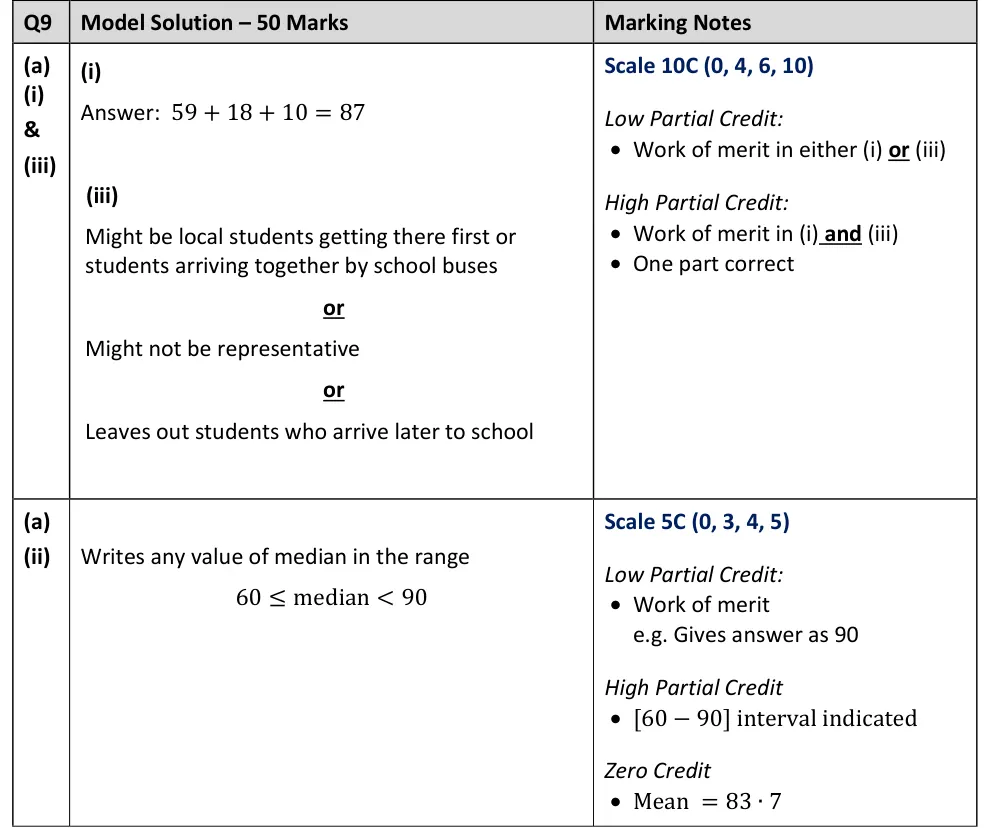 Q9 Model Solution – 50 Marks Marking Notes
(a)
(i)
&
(iii)
(i)
Answer: 59 + 18 + 10 = 87
(iii)
Might be local students getting there first or
students arriving together by school buses
or
Might not be representative
or
Leaves out students who arrive later to school
Scale 10C (0, 4, 6, 10)
Low Partial Credit:
• Work of merit in either (i) or (iii)
High Partial Credit:
• Work of merit in (i) and (iii)
• One part correct
(a)
(ii)
Writes any value of median in the range
60 ≤ median < 90
Scale 5C (0, 3, 4, 5)
Low Partial Credit:
• Work of merit
e.g. Gives answer as 90
High Partial Credit
• [60 − 90] interval indicated
Zero Credit
• Mean = 83 · 7